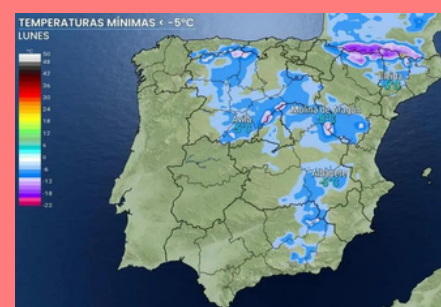 TEMPERATURAS MÍNIMAS < -5ºC
LUNES
ºC
50
48
42
36
30
24
18
12
6
0
-6
-12
-18
-22
Molina de Aragón
Ávila
Albacete